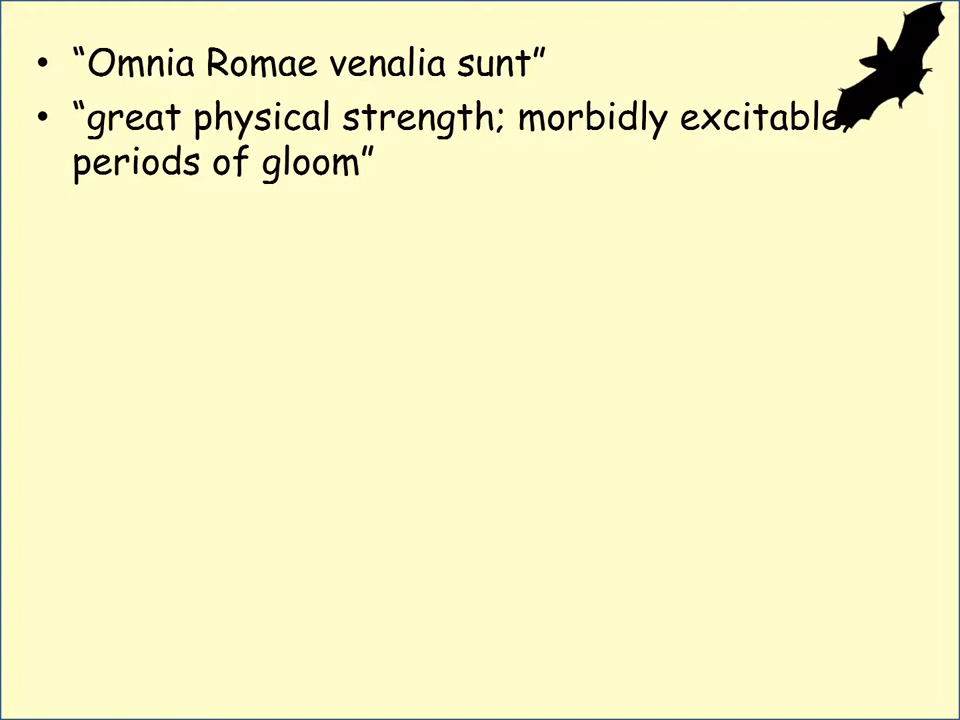 • “Omnia Romae venalia sunt”
• “great physical strength; morbidly excitable;
periods of gloom”